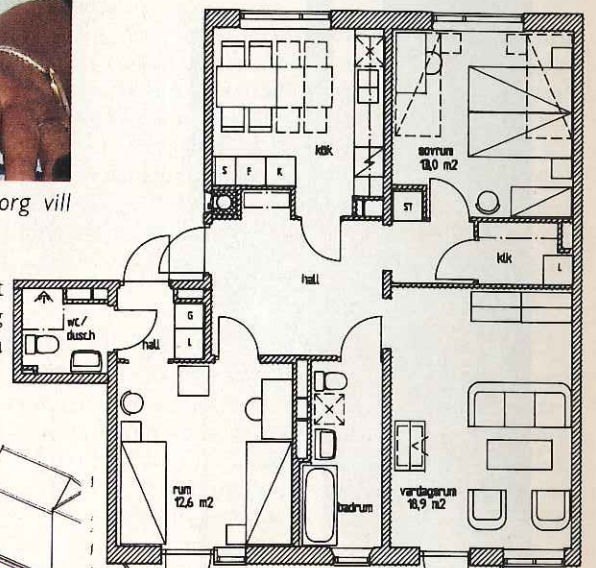 org vill
kök
S F K
sovrum
13,0 m2
ST
klk
L
hall
wc/
dusch
hall
G
L
rum
12,6 m2
badrum
vardagsrum
18,9 m2